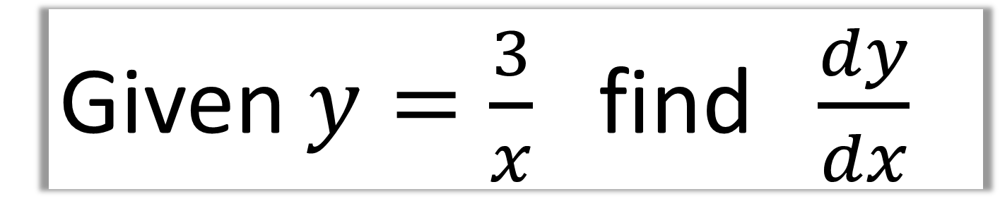 Given y = 3/x find dy/dx